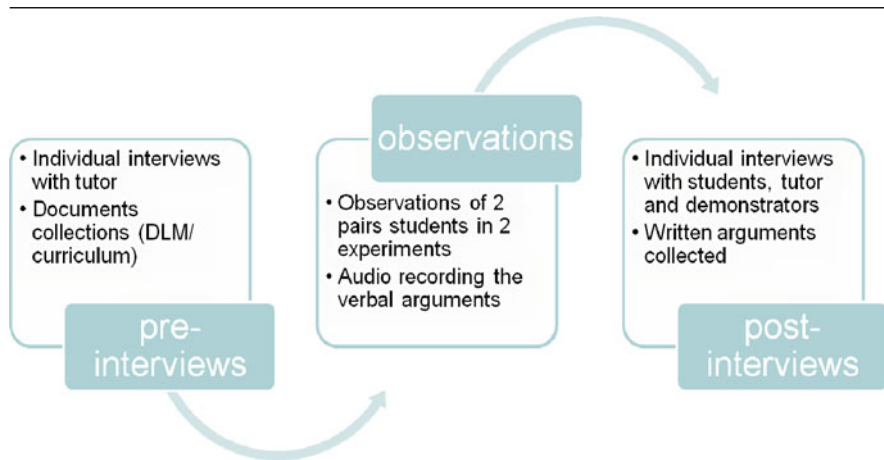 • Individual interviews
with tutor
• Documents
collections (DLM/
curriculum)
pre-
interviews
observations
• Observations of 2
pairs students in 2
experiments
• Audio recording the
verbal arguments
• Individual interviews
with students, tutor
and demonstrators
• Written arguments
collected
post-
interviews